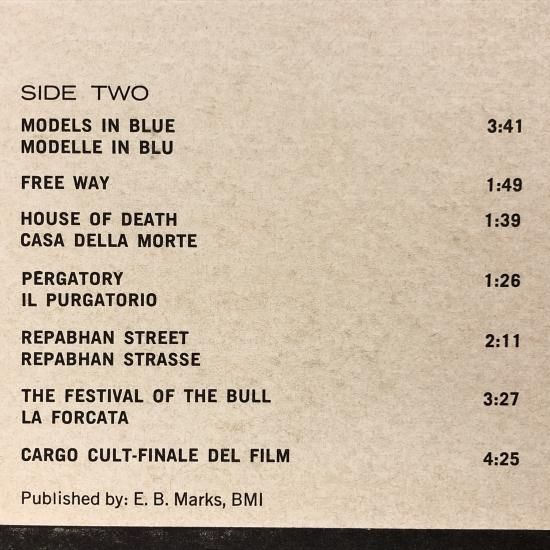 SIDE TWO
MODELS IN BLUE 3:41
MODELLE IN BLU
FREE WAY 1:49
HOUSE OF DEATH 1:39
CASA DELLA MORTE
PERGATORY 1:26
IL PURGATORIO
REPABHAN STREET 2:11
REPABHAN STRASSE
THE FESTIVAL OF THE BULL 3:27
LA FORCATA
CARGO CULT-FINALE DEL FILM 4:25
Published by: E. B. Marks, BMI